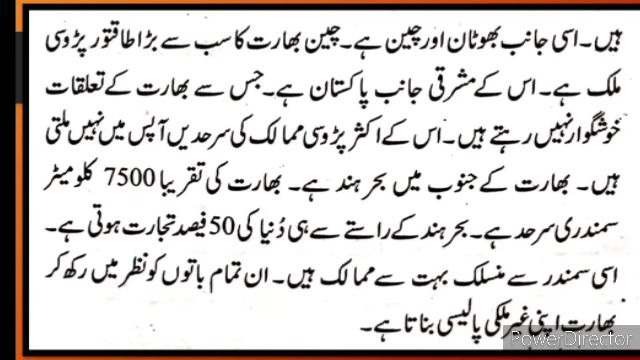 ہیں۔ اسی جانب بھوٹان اور چین ہے۔ چین بھارت کا سب سے بڑا طاقتور پڑوسی
ملک ہے۔ اس کے مشرقی جانب پاکستان ہے۔ جس سے بھارت کے تعلقات
خوشگوار نہیں رہتے ہیں۔ اس کے اکثر پڑوسی ممالک کی سرحدیں آپس میں نہیں ملتی
ہیں۔ بھارت کے جنوب میں بحر ہند ہے۔ بھارت کی تقریبا 7500 کلومیٹر
سمندری سرحد ہے۔ بحر ہند کے راستے سے ہی دُنیا کی 50 فیصد تجارت ہوتی ہے۔
اسی سمندر سے منسلک بہت سے ممالک ہیں۔ ان تمام باتوں کو نظر میں رکھ کر
بھارت اپنی غیر ملکی پالیسی بناتا ہے۔
PowerDirector